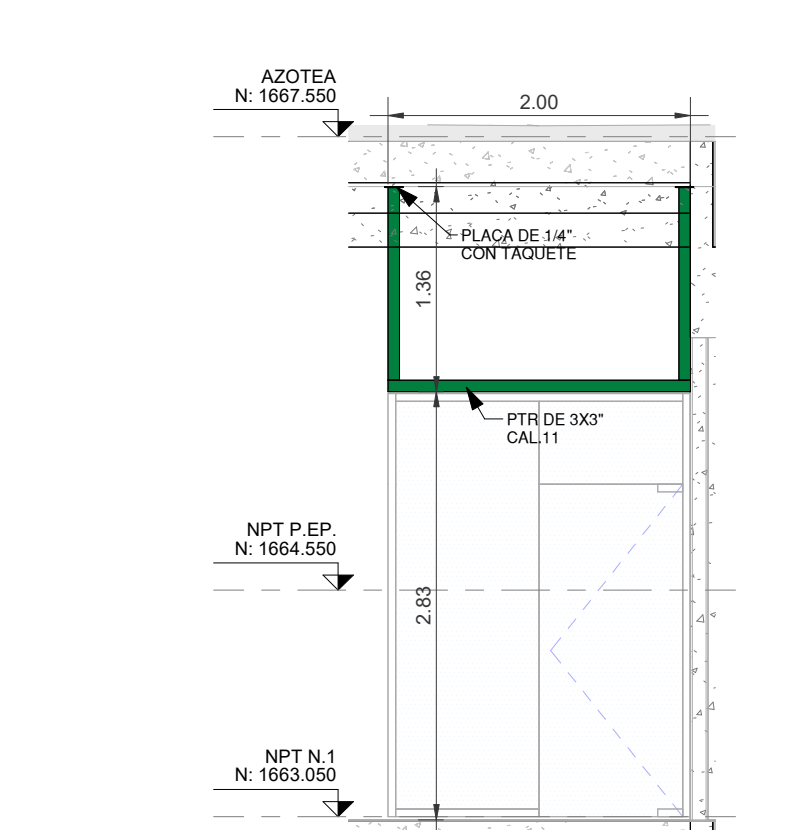 AZOTEA
N: 1667.550
2.00
PLACA DE 1/4"
CON TAQUETE
1.36
PTR DE 3X3"
CAL.11
NPT P.EP.
N: 1664.550
2.83
NPT N.1
N: 1663.050